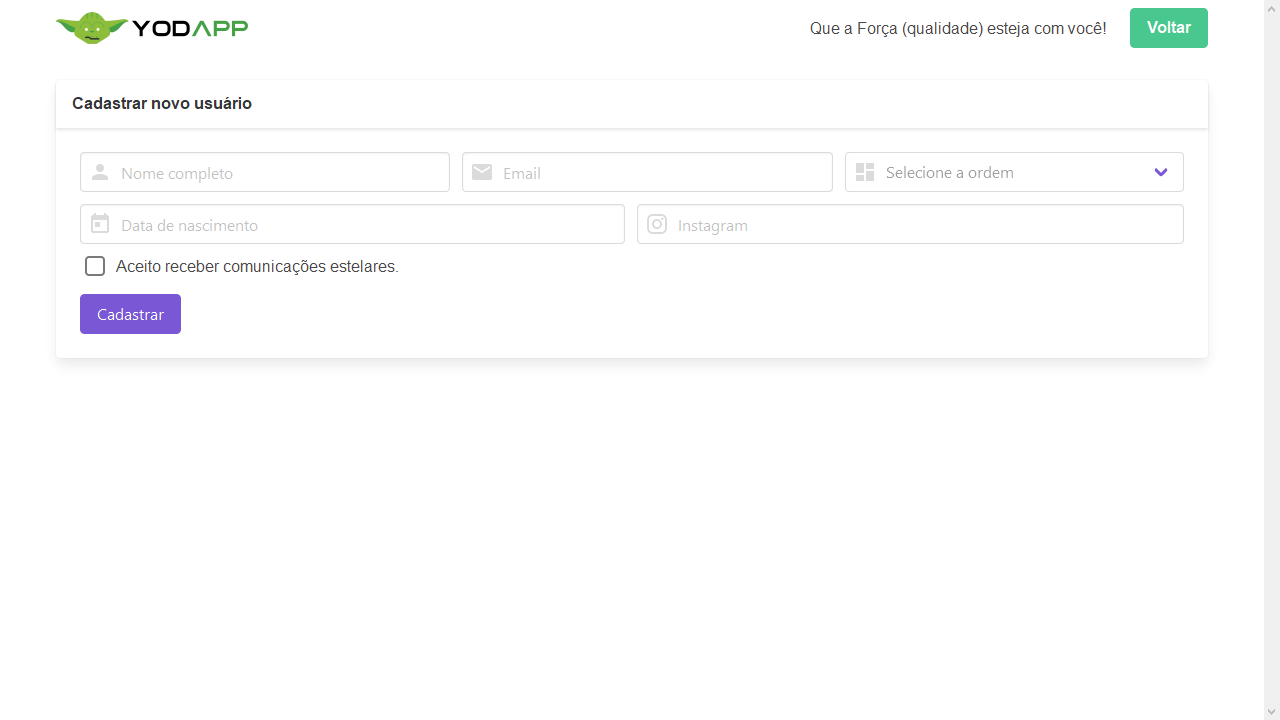 YODAPP
Que a Força (qualidade) esteja com você!
Voltar
Cadastrar novo usuário
Nome completo
Email
Selecione a ordem
Data de nascimento
Instagram
Aceito receber comunicações estelares.
Cadastrar